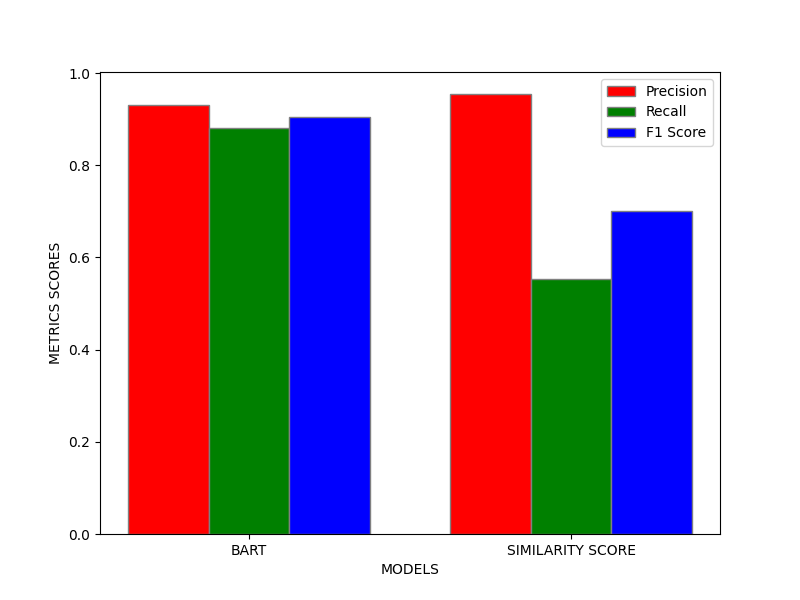 1.0
0.8
0.6
0.4
0.2
0.0
METRICS SCORES
Precision
Recall
F1 Score
BART
SIMILARITY SCORE
MODELS